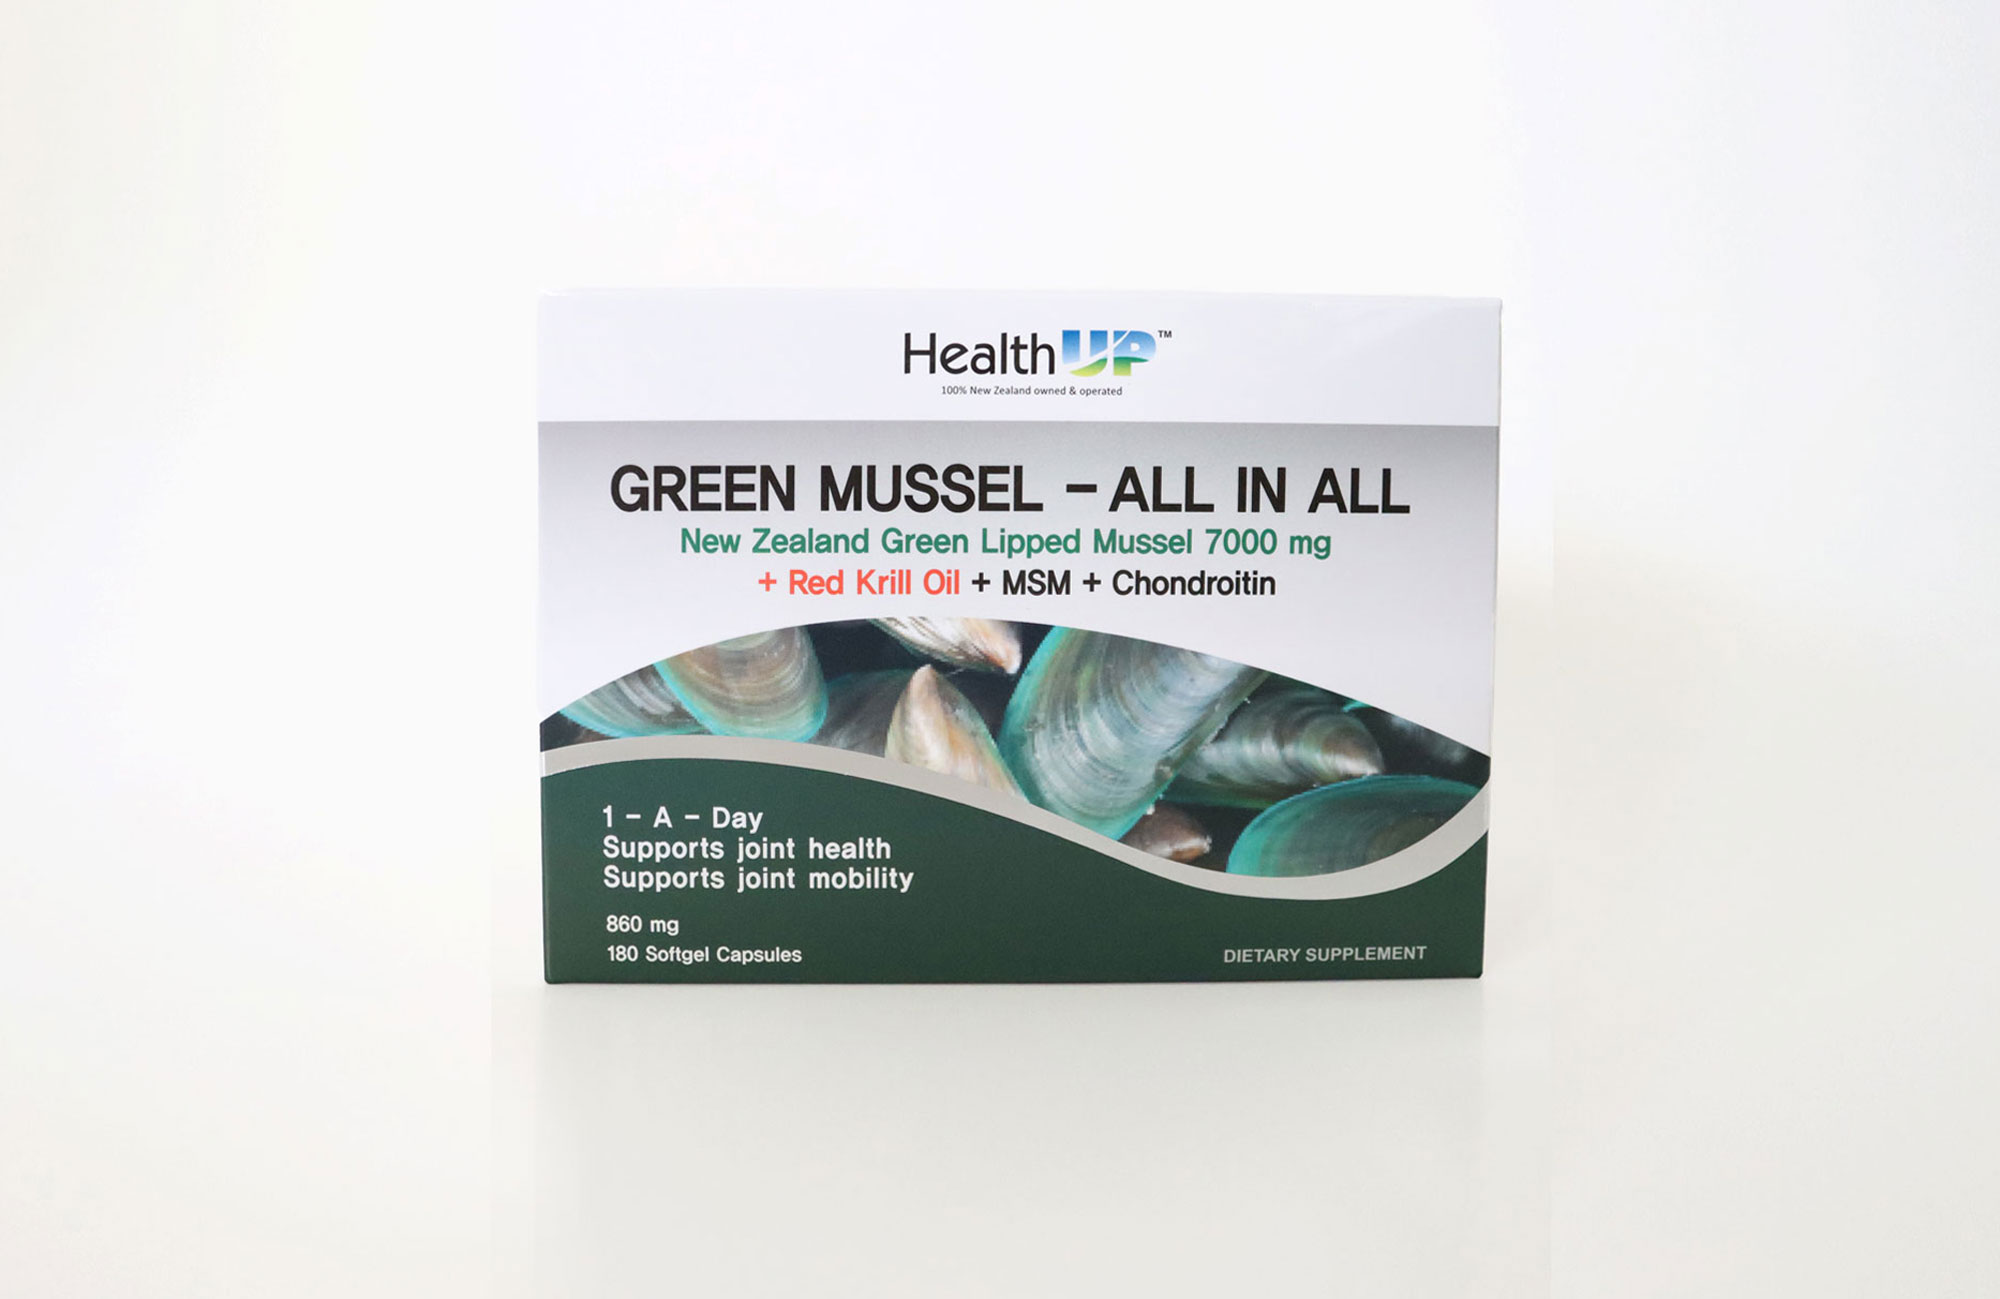 HealthUP™
100% New Zealand owned & operated
GREEN MUSSEL – ALL IN ALL
New Zealand Green Lipped Mussel 7000 mg
+ Red Krill Oil + MSM + Chondroitin
1 – A – Day
Supports joint health
Supports joint mobility
860 mg
180 Softgel Capsules
DIETARY SUPPLEMENT